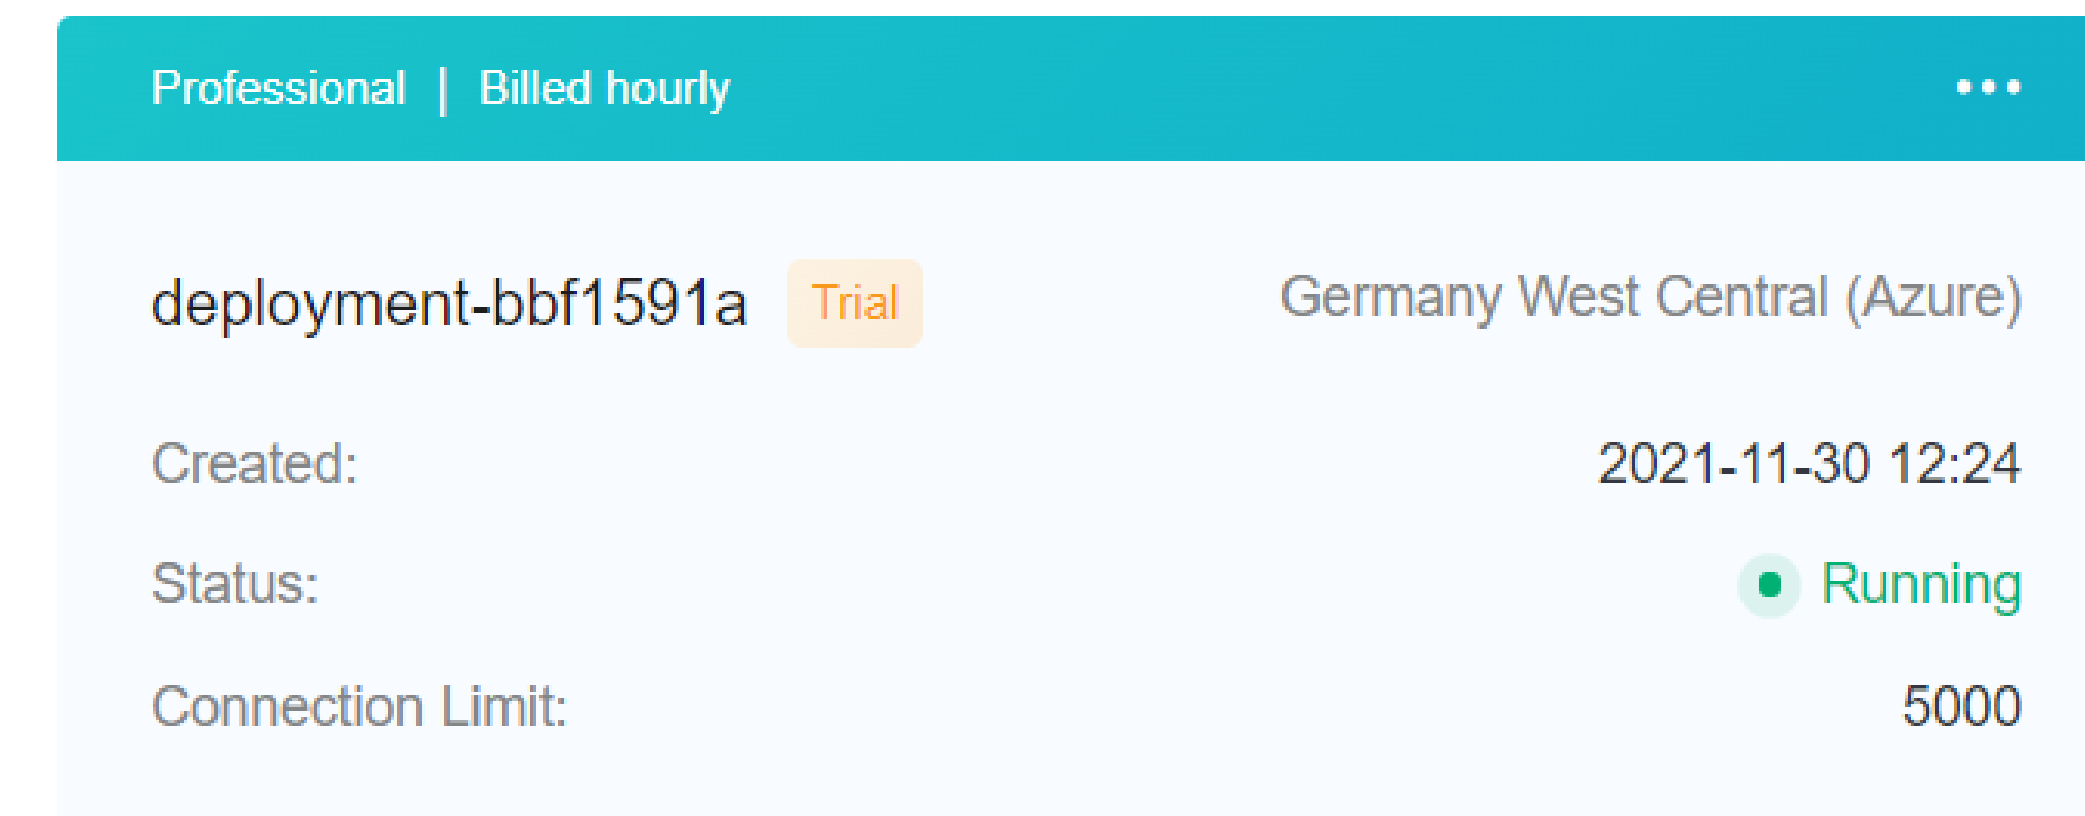 Professional | Billed hourly
deployment-bbf1591a Trial Germany West Central (Azure)
Created: 2021-11-30 12:24
Status: Running
Connection Limit: 5000